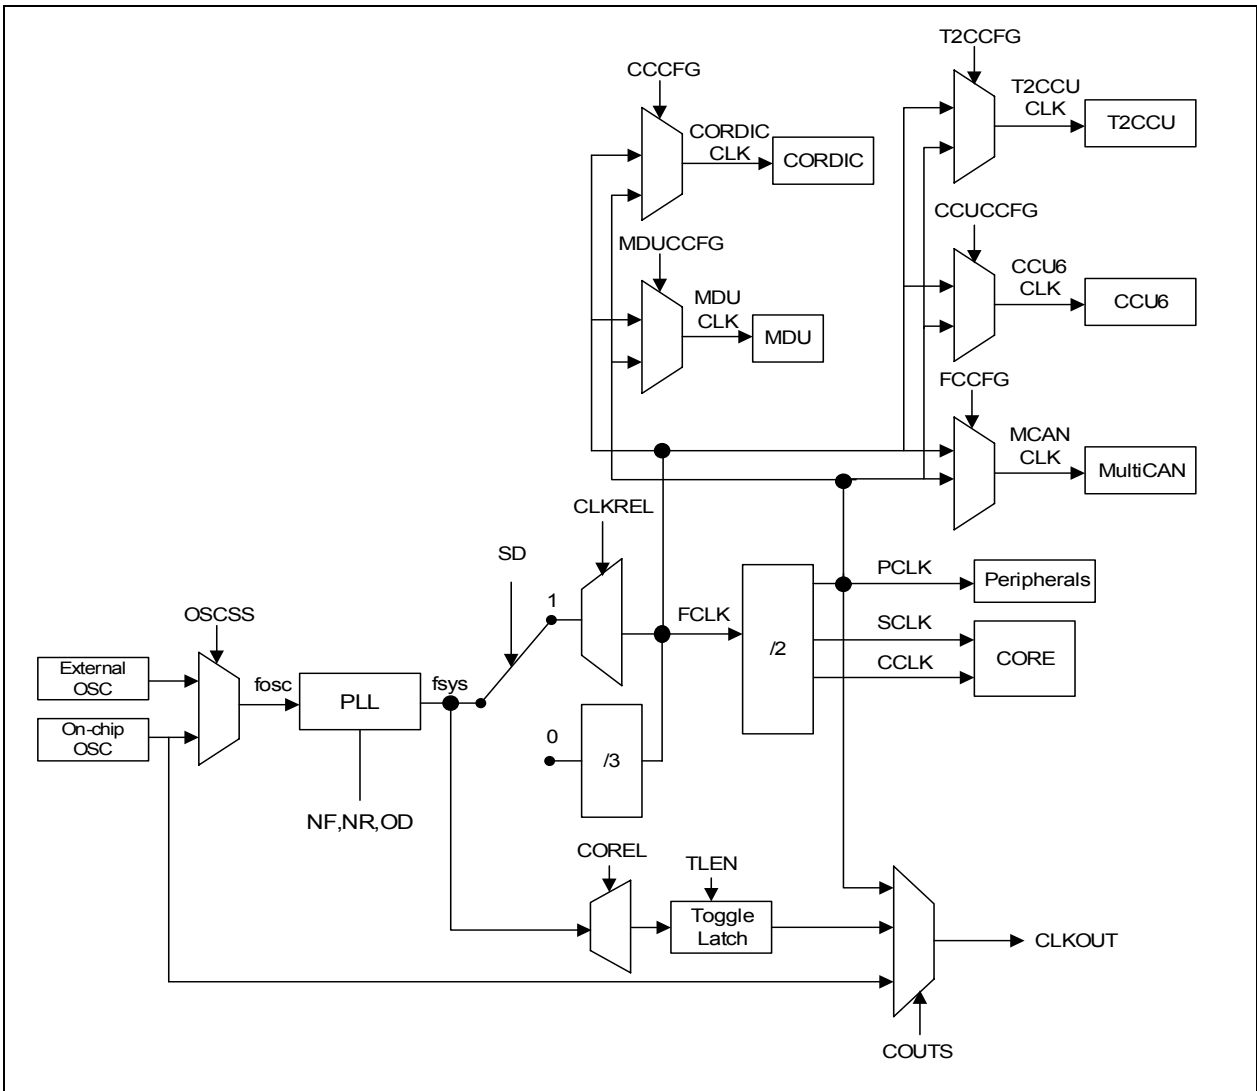 T2CCFG
CCCFG
T2CCU
CLK
T2CCU
CORDIC
CLK
CORDIC
CCUCCFG
MDUCCFG
CCU6
CLK
CCU6
MDU
CLK
MDU
FCCFG
MCAN
CLK
MultiCAN
CLKREL
SD
PCLK
Peripherals
1
OSCSS
FCLK
/2
SCLK
CORE
CCLK
External
OSC
fosc
PLL
fsys
On-chip
OSC
0
/3
NF,NR,OD
COREL
TLEN
Toggle
Latch
CLKOUT
COUTS